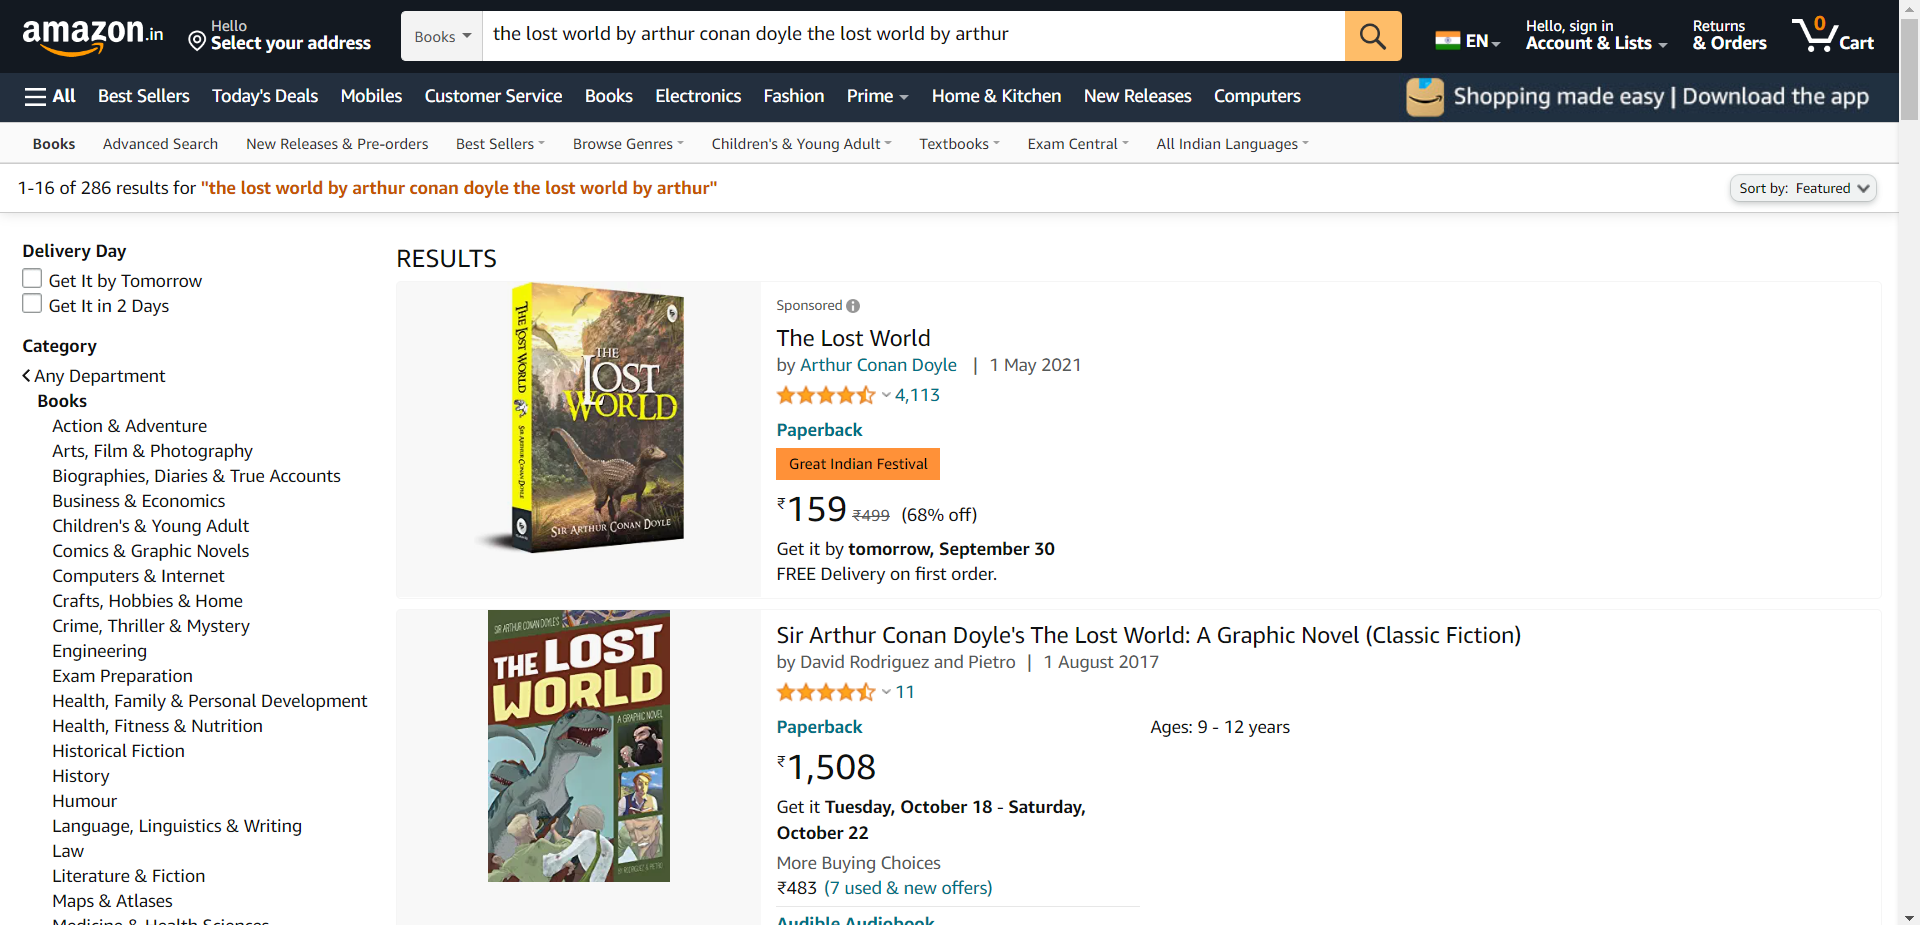 amazon.in
Hello
Select your address
Books
the lost world by arthur conan doyle the lost world by arthur
EN
Hello, sign in
Account & Lists
Returns
& Orders
0
Cart
All
Best Sellers
Today's Deals
Mobiles
Customer Service
Books
Electronics
Fashion
Prime
Home & Kitchen
New Releases
Computers
Shopping made easy | Download the app
Books
Advanced Search
New Releases & Pre-orders
Best Sellers
Browse Genres
Children's & Young Adult
Textbooks
Exam Central
All Indian Languages
1-16 of 286 results for "the lost world by arthur conan doyle the lost world by arthur"
Sort by: Featured
Delivery Day
Get It by Tomorrow
Get It in 2 Days
Category
Any Department
Books
Action & Adventure
Arts, Film & Photography
Biographies, Diaries & True Accounts
Business & Economics
Children's & Young Adult
Comics & Graphic Novels
Computers & Internet
Crafts, Hobbies & Home
Crime, Thriller & Mystery
Engineering
Exam Preparation
Health, Family & Personal Development
Health, Fitness & Nutrition
Historical Fiction
History
Humour
Language, Linguistics & Writing
Law
Literature & Fiction
Maps & Atlases
Medicine & Health Sciences
RESULTS
THE LOST WORLD
SIR ARTHUR CONAN DOYLE
THE
LOST
WORLD
SIR ARTHUR CONAN DOYLE
Sponsored
The Lost World
by Arthur Conan Doyle | 1 May 2021
4,113
Paperback
Great Indian Festival
₹159 ₹499 (68% off)
Get it by tomorrow, September 30
FREE Delivery on first order.
SIR ARTHUR CONAN DOYLE'S
THE LOST
WORLD
A GRAPHIC NOVEL
BY RODRIGUEZ & PIETRO
Sir Arthur Conan Doyle's The Lost World: A Graphic Novel (Classic Fiction)
by David Rodriguez and Pietro | 1 August 2017
11
Paperback
Ages: 9 - 12 years
₹1,508
Get it Tuesday, October 18 - Saturday,
October 22
More Buying Choices
₹483 (7 used & new offers)
Audible Audiobook